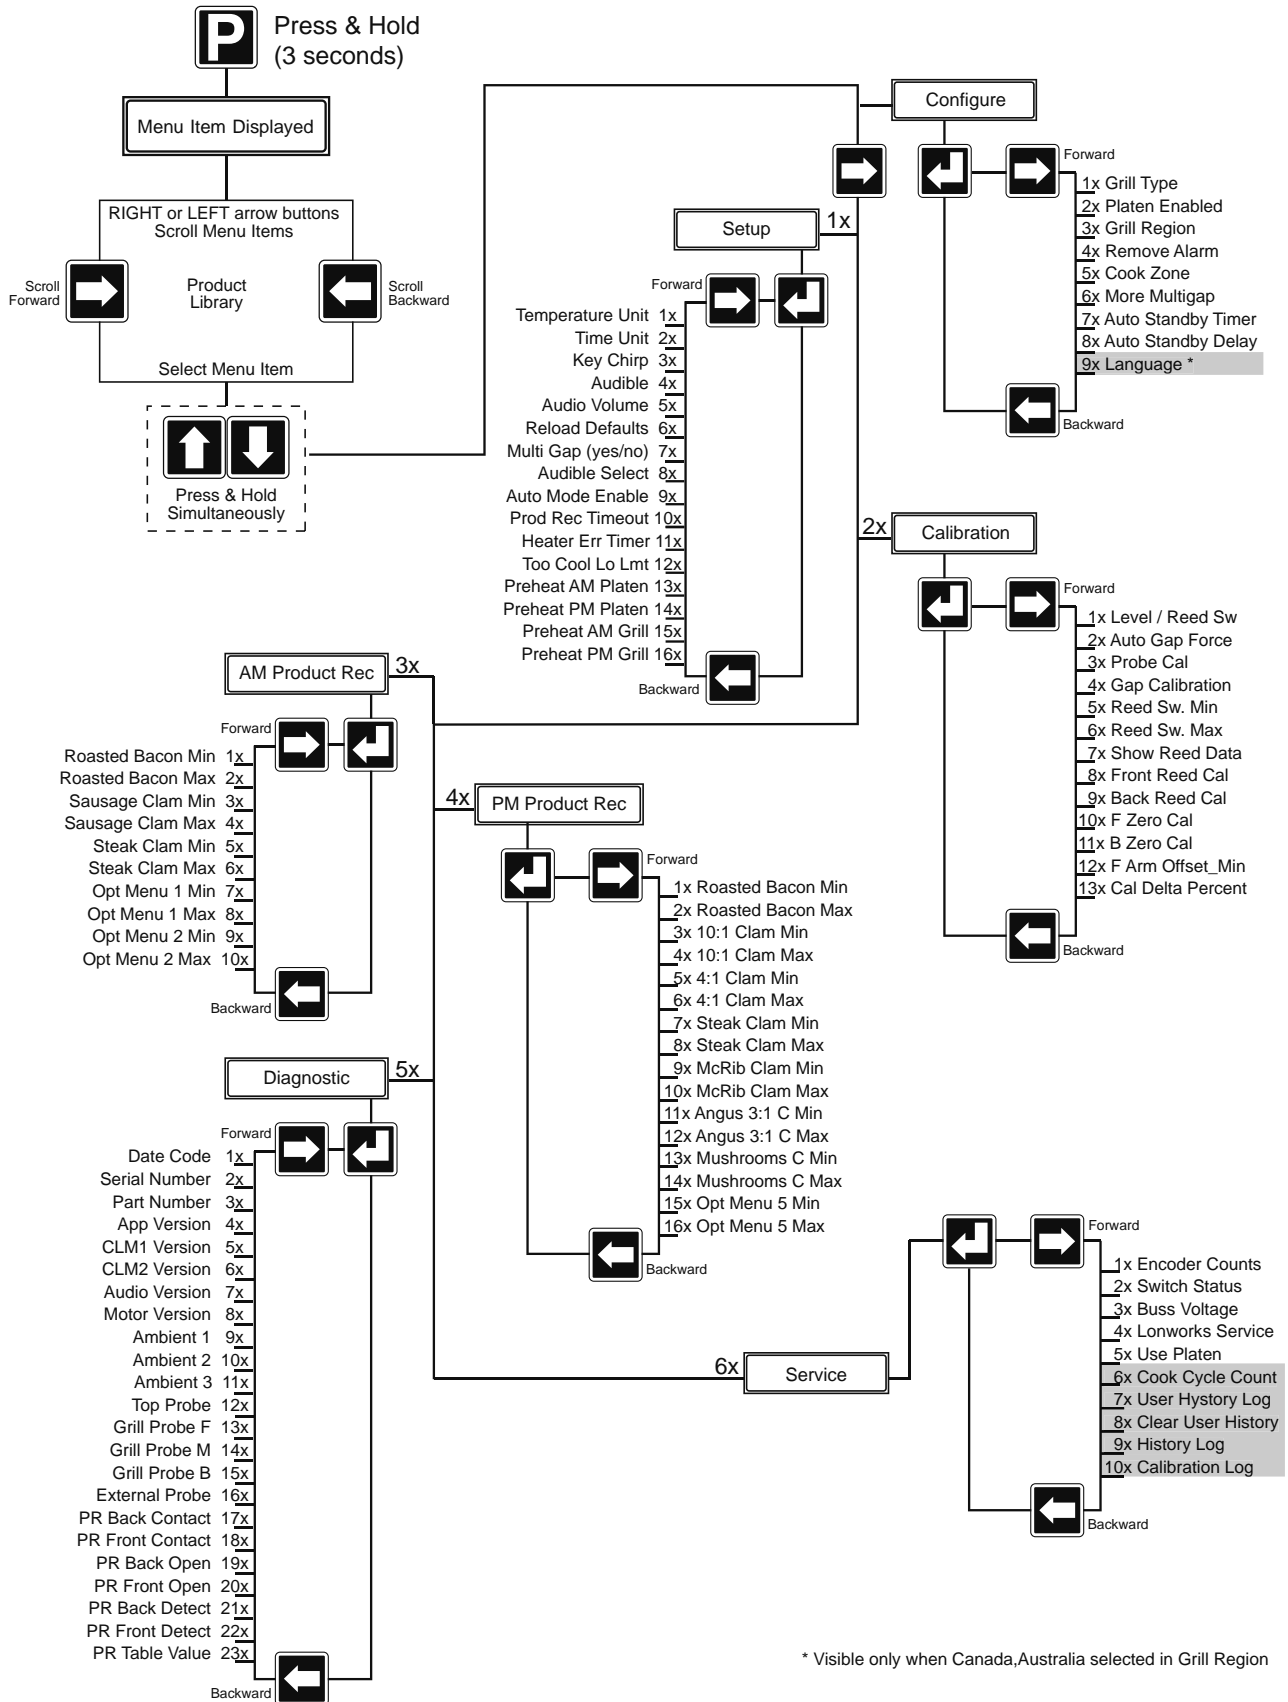 P
Press & Hold
(3 seconds)
Menu Item Displayed
RIGHT or LEFT arrow buttons
Scroll Menu Items
Scroll
Forward
Product
Library
Scroll
Backward
Select Menu Item
Press & Hold
Simultaneously
Configure
Forward
1x Grill Type
2x Platen Enabled
3x Grill Region
4x Remove Alarm
5x Cook Zone
6x More Multigap
7x Auto Standby Timer
8x Auto Standby Delay
9x Language *
Backward
Setup
1x
Forward
Temperature Unit 1x
Time Unit 2x
Key Chirp 3x
Audible 4x
Audio Volume 5x
Reload Defaults 6x
Multi Gap (yes/no) 7x
Audible Select 8x
Auto Mode Enable 9x
Prod Rec Timeout 10x
Heater Err Timer 11x
Too Cool Lo Lmt 12x
Preheat AM Platen 13x
Preheat PM Platen 14x
Preheat AM Grill 15x
Preheat PM Grill 16x
Backward
2x
Calibration
Forward
1x Level / Reed Sw
2x Auto Gap Force
3x Probe Cal
4x Gap Calibration
5x Reed Sw. Min
6x Reed Sw. Max
7x Show Reed Data
8x Front Reed Cal
9x Back Reed Cal
10x F Zero Cal
11x B Zero Cal
12x F Arm Offset_Min
13x Cal Delta Percent
Backward
AM Product Rec
3x
Forward
Roasted Bacon Min 1x
Roasted Bacon Max 2x
Sausage Clam Min 3x
Sausage Clam Max 4x
Steak Clam Min 5x
Steak Clam Max 6x
Opt Menu 1 Min 7x
Opt Menu 1 Max 8x
Opt Menu 2 Min 9x
Opt Menu 2 Max 10x
Backward
4x
PM Product Rec
Forward
1x Roasted Bacon Min
2x Roasted Bacon Max
3x 10:1 Clam Min
4x 10:1 Clam Max
5x 4:1 Clam Min
6x 4:1 Clam Max
7x Steak Clam Min
8x Steak Clam Max
9x McRib Clam Min
10x McRib Clam Max
11x Angus 3:1 C Min
12x Angus 3:1 C Max
13x Mushrooms C Min
14x Mushrooms C Max
15x Opt Menu 5 Min
16x Opt Menu 5 Max
Backward
Diagnostic
5x
Forward
Date Code 1x
Serial Number 2x
Part Number 3x
App Version 4x
CLM1 Version 5x
CLM2 Version 6x
Audio Version 7x
Motor Version 8x
Ambient 1 9x
Ambient 2 10x
Ambient 3 11x
Top Probe 12x
Grill Probe F 13x
Grill Probe M 14x
Grill Probe B 15x
External Probe 16x
PR Back Contact 17x
PR Front Contact 18x
PR Back Open 19x
PR Front Open 20x
PR Back Detect 21x
PR Front Detect 22x
PR Table Value 23x
Backward
6x
Service
Forward
1x Encoder Counts
2x Switch Status
3x Buss Voltage
4x Lonworks Service
5x Use Platen
6x Cook Cycle Count
7x User Hystory Log
8x Clear User History
9x History Log
10x Calibration Log
Backward
* Visible only when Canada,Australia selected in Grill Region